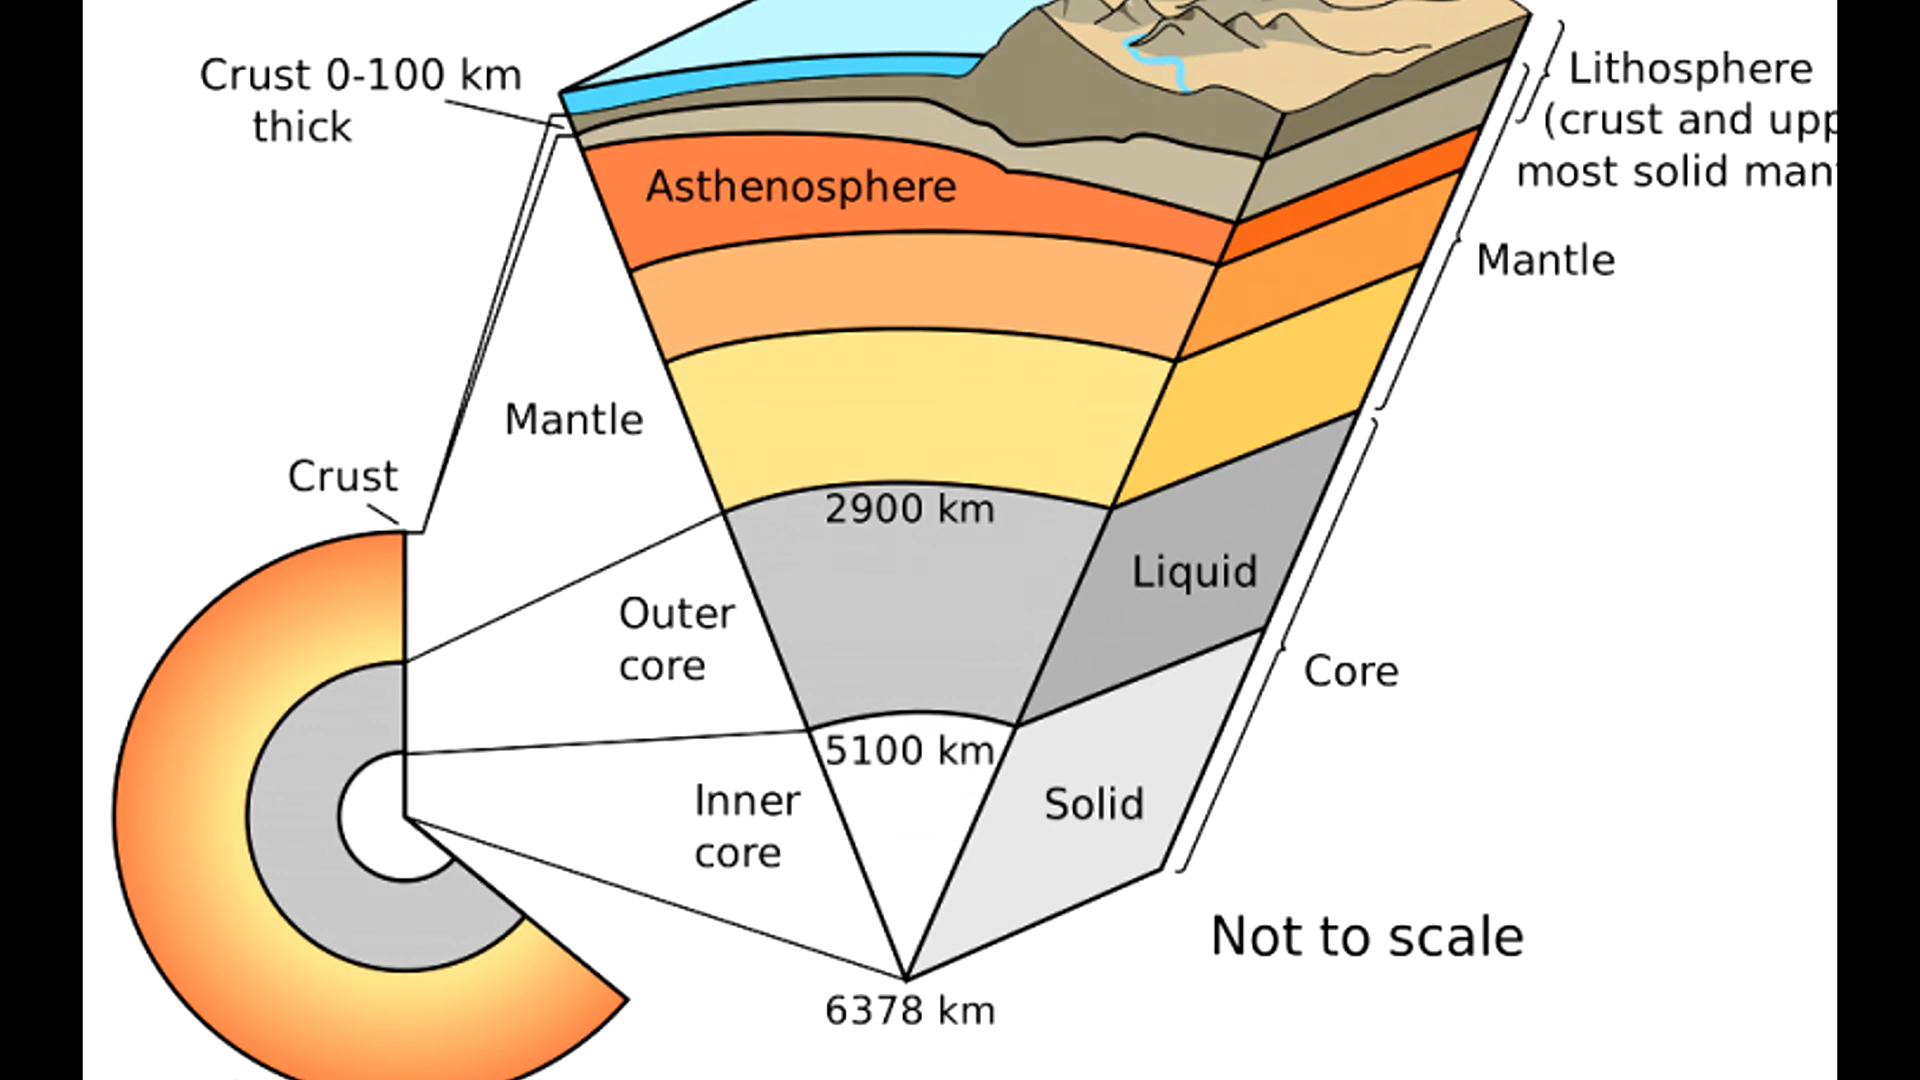 Crust 0-100 km
thick
Lithosphere
(crust and upp
most solid man
Asthenosphere
Mantle
Mantle
Crust
2900 km
Liquid
Outer
core
Core
5100 km
Inner
core
Solid
Not to scale
6378 km